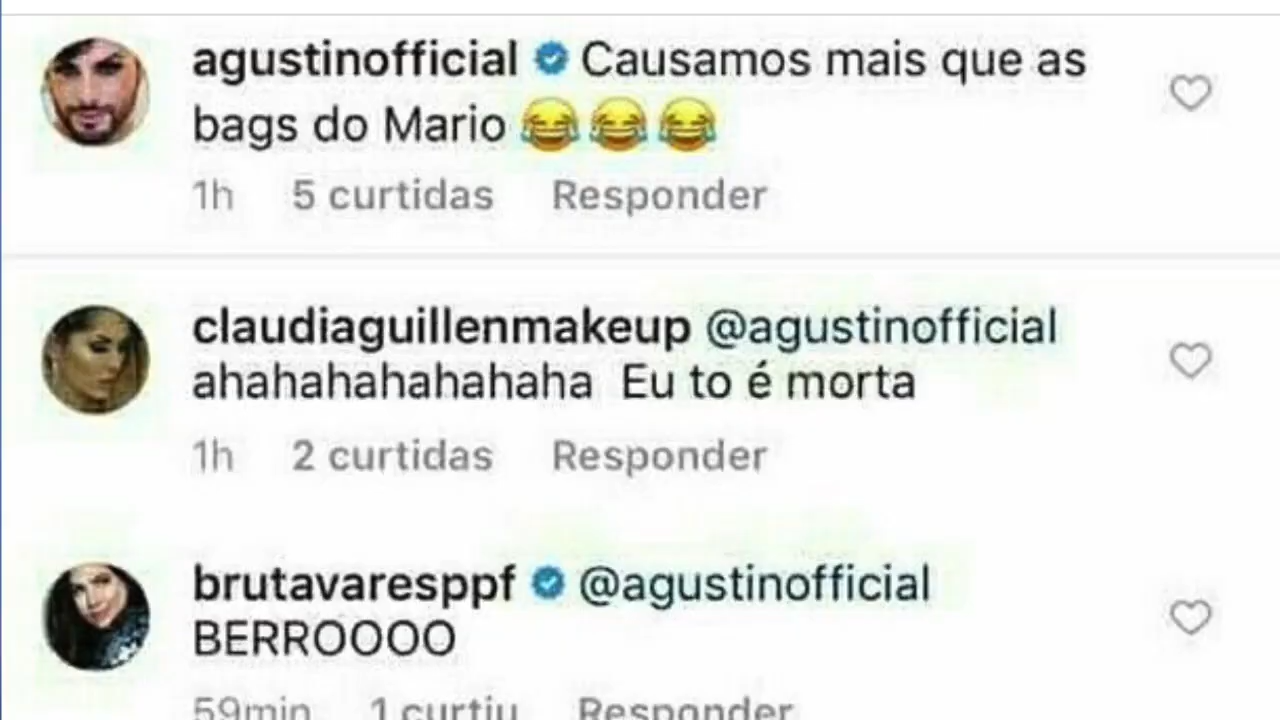 agustinofficial Causamos mais que as
bags do Mario 😂😂😂
1h 5 curtidas Responder
claudiaguillenmakeup @agustinofficial
ahahahahahahaha Eu to é morta
1h 2 curtidas Responder
brutavaresppf @agustinofficial
BERROOOO
59min 1 curtiu Responder